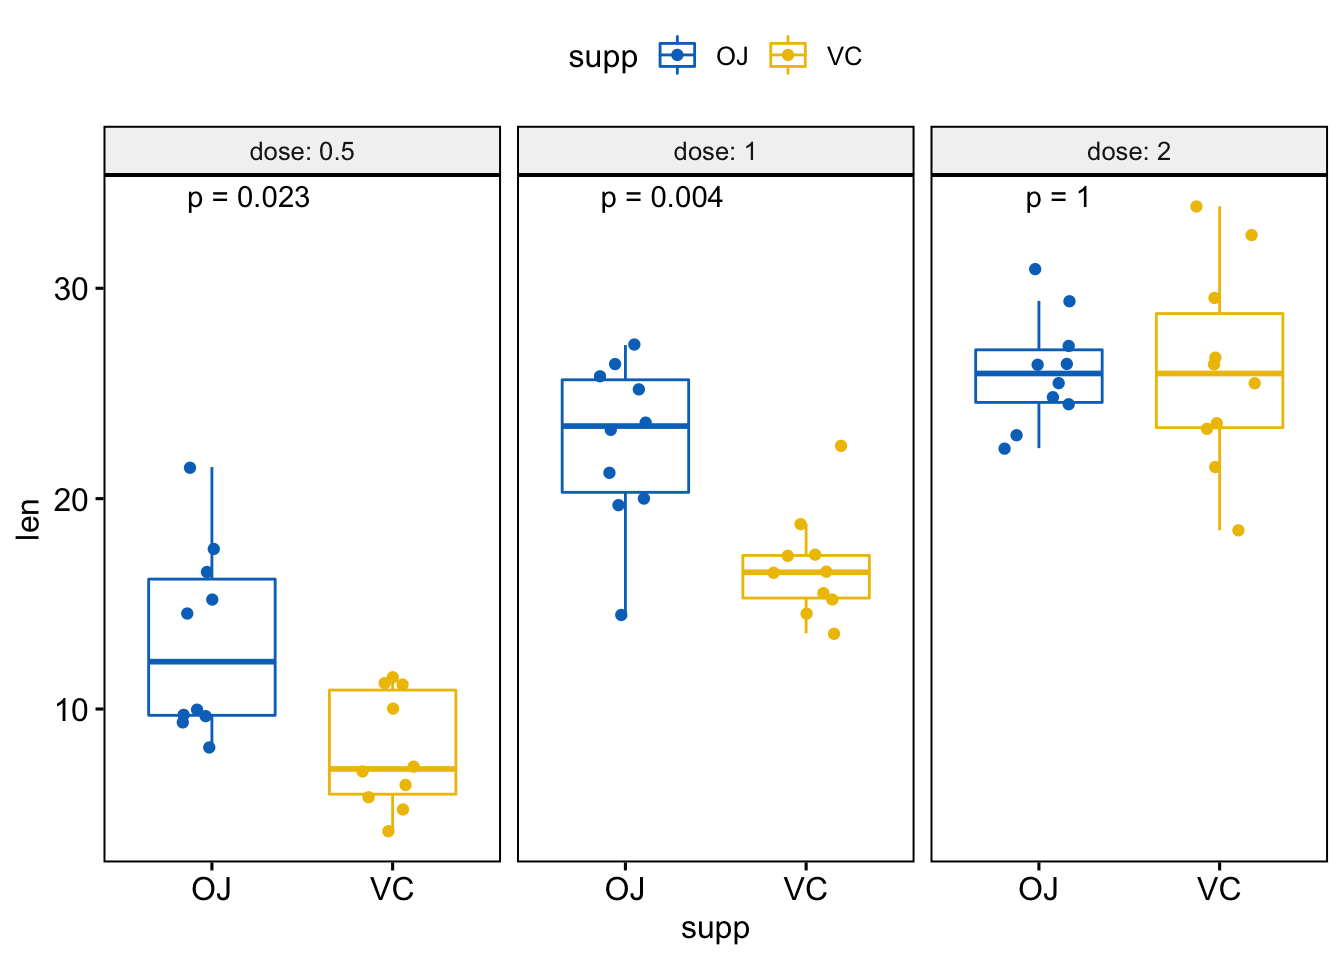 supp OJ VC
dose: 0.5 dose: 1 dose: 2
p = 0.023 p = 0.004 p = 1
30
20
10
len
OJ VC OJ VC OJ VC
supp